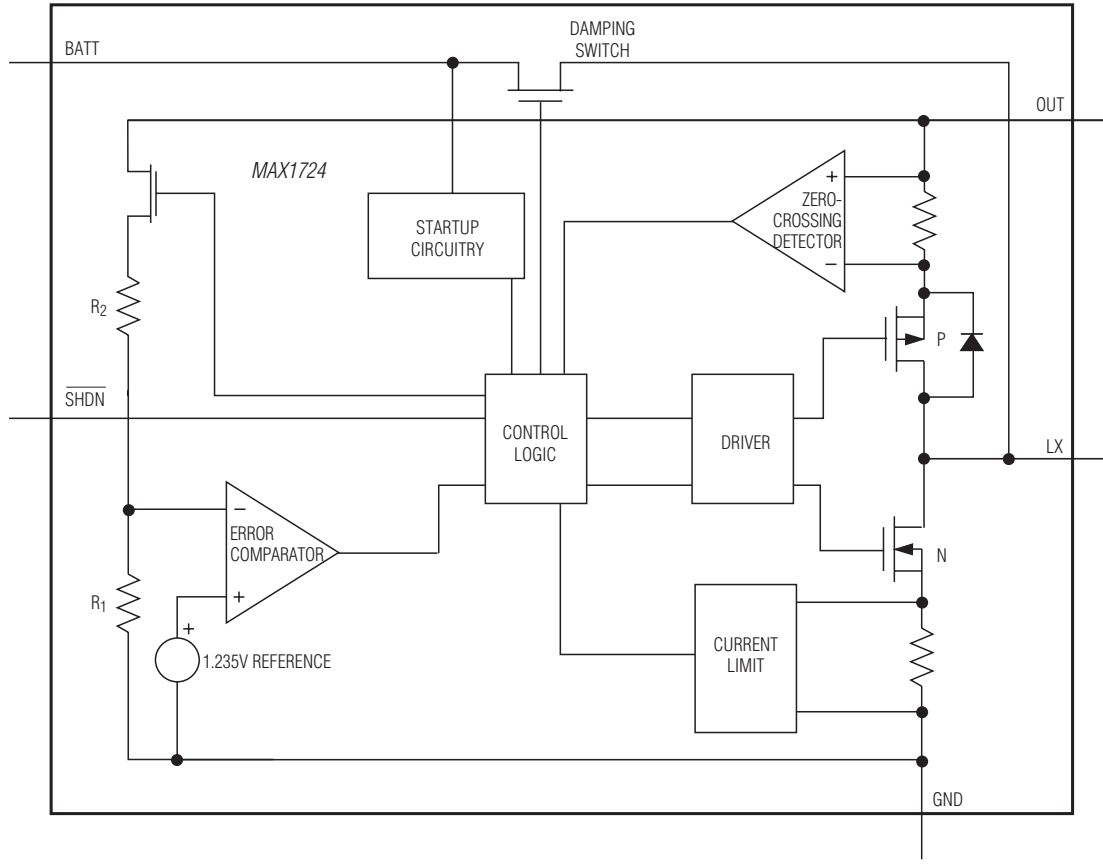 DAMPING
SWITCH
BATT
OUT
MAX1724
+
ZERO-
CROSSING
DETECTOR
−
STARTUP
CIRCUITRY
R2
P
SHDN
CONTROL
LOGIC
DRIVER
LX
−
ERROR
COMPARATOR
+
N
R1
+
1.235V REFERENCE
CURRENT
LIMIT
GND